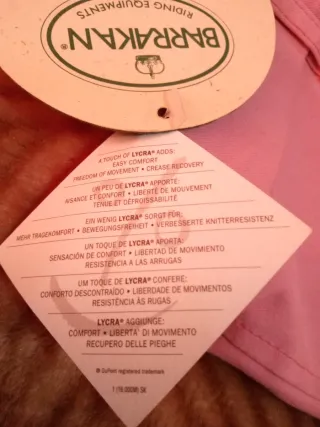 BARRAKAN®
RIDING EQUIPMENTS
A TOUCH OF LYCRA® ADDS:
EASY COMFORT
FREEDOM OF MOVEMENT • CREASE RECOVERY
UN PEU DE LYCRA® APPORTE:
AISANCE ET CONFORT • LIBERTÉ DE MOUVEMENT
TENUE ET DÉFROISSABILITÉ
EIN WENIG LYCRA® SORGT FÜR:
MEHR TRAGEKOMFORT • BEWEGUNGSFREIHEIT • VERBESSERTE KNITTERRESISTENZ
UN TOQUE DE LYCRA® APORTA:
SENSACIÓN DE CONFORT • LIBERTAD DE MOVIMIENTO
RESISTENCIA A LAS ARRUGAS
UM TOQUE DE LYCRA® CONFERE:
CONFORTO DESCONTRAÍDO • LIBERDADE DE MOVIMENTOS
RESISTÊNCIA ÀS RUGAS
LYCRA® AGGIUNGE:
COMFORT • LIBERTA' DI MOVIMENTO
RECUPERO DELLE PIEGHE
® DuPont registered trademark